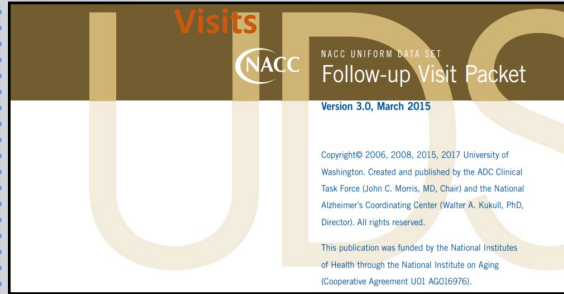 Visits
NACC
NACC UNIFORM DATA SET
Follow-up Visit Packet
Version 3.0, March 2015
Copyright© 2006, 2008, 2015, 2017 University of
Washington. Created and published by the ADC Clinical
Task Force (John C. Morris, MD, Chair) and the National
Alzheimer's Coordinating Center (Walter A. Kukull, PhD,
Director). All rights reserved.
This publication was funded by the National Institutes
of Health through the National Institute on Aging
(Cooperative Agreement U01 AG016976).
UDS